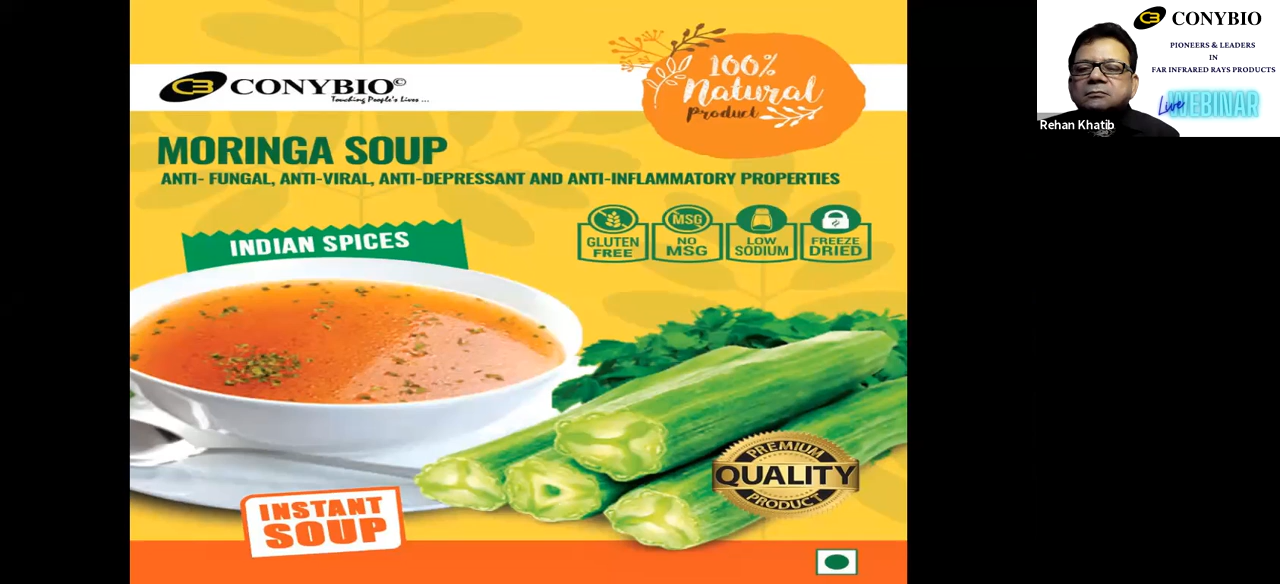 CB CONYBIO©
Touching People's Lives ...
100%
Natural
Product
MORINGA SOUP
ANTI- FUNGAL, ANTI-VIRAL, ANTI-DEPRESSANT AND ANTI-INFLAMMATORY PROPERTIES
INDIAN SPICES
GLUTEN
FREE
MSG
NO
MSG
LOW
SODIUM
FREEZE
DRIED
PREMIUM
QUALITY
PRODUCT
INSTANT
SOUP
CB CONYBIO
PIONEERS & LEADERS
IN
FAR INFRARED RAYS PRODUCTS
Live WEBINAR
Rehan Khatib